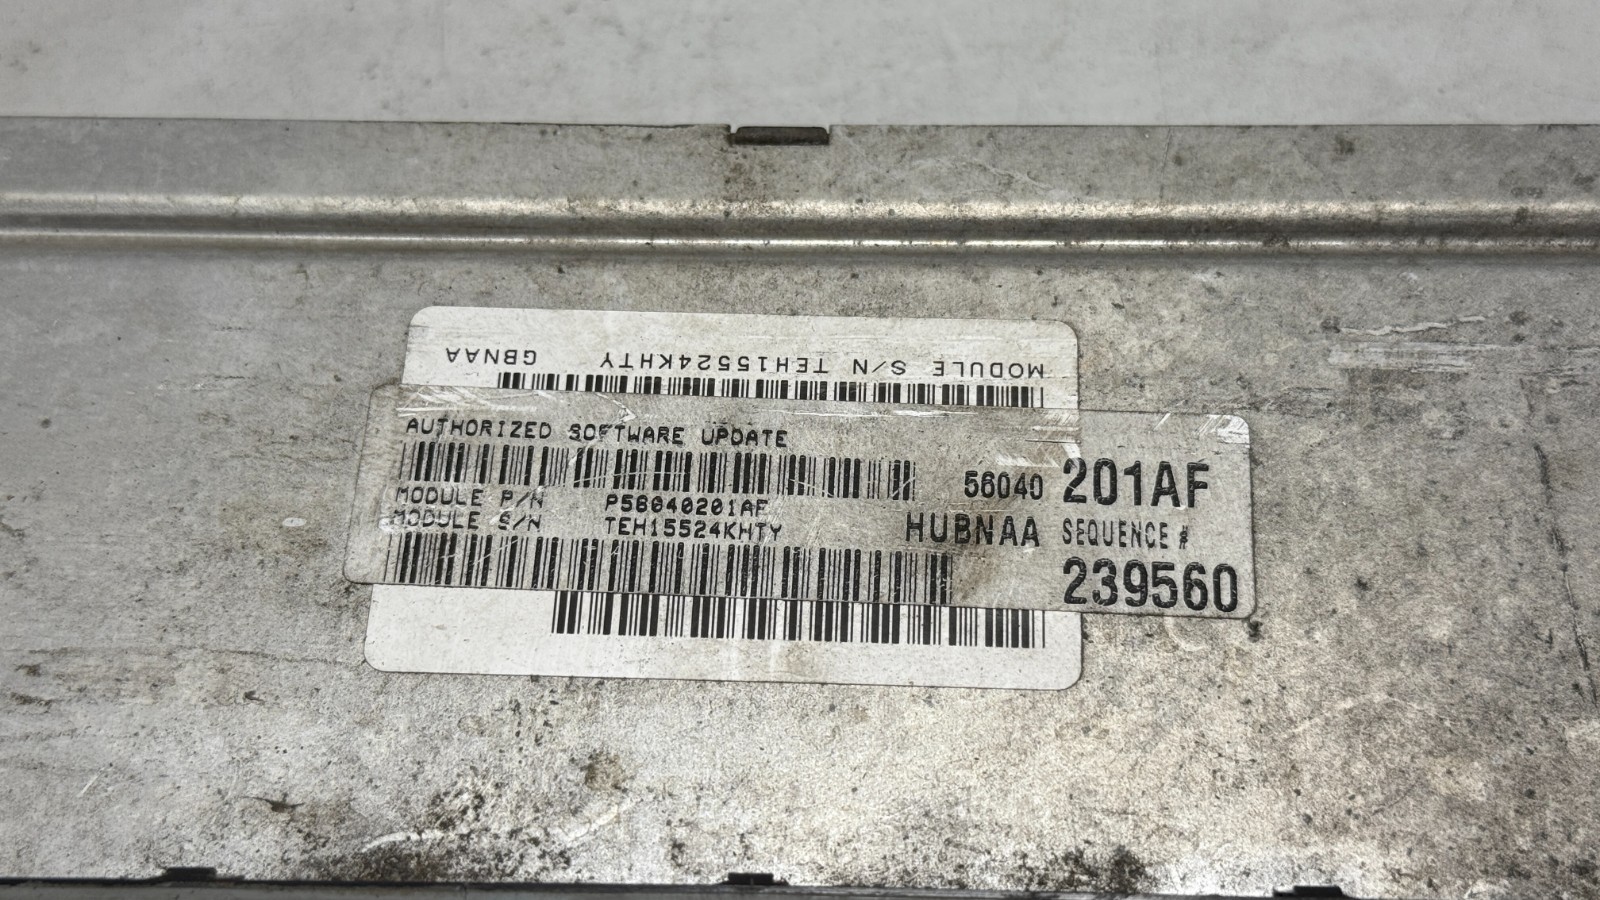 MODULE S/N TEH15524KHTY GBNAA
AUTHORIZED SOFTWARE UPDATE
56040 201AF
MODULE P/N P56040201AF
MODULE S/N TEH15524KHTY
HUBNAA SEQUENCE #
239560